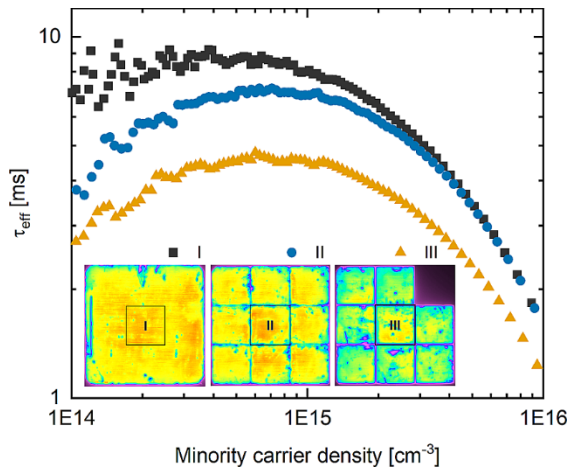 10
τeff [ms]
1
I II III
I II III
1E14 1E15 1E16
Minority carrier density [cm⁻³]